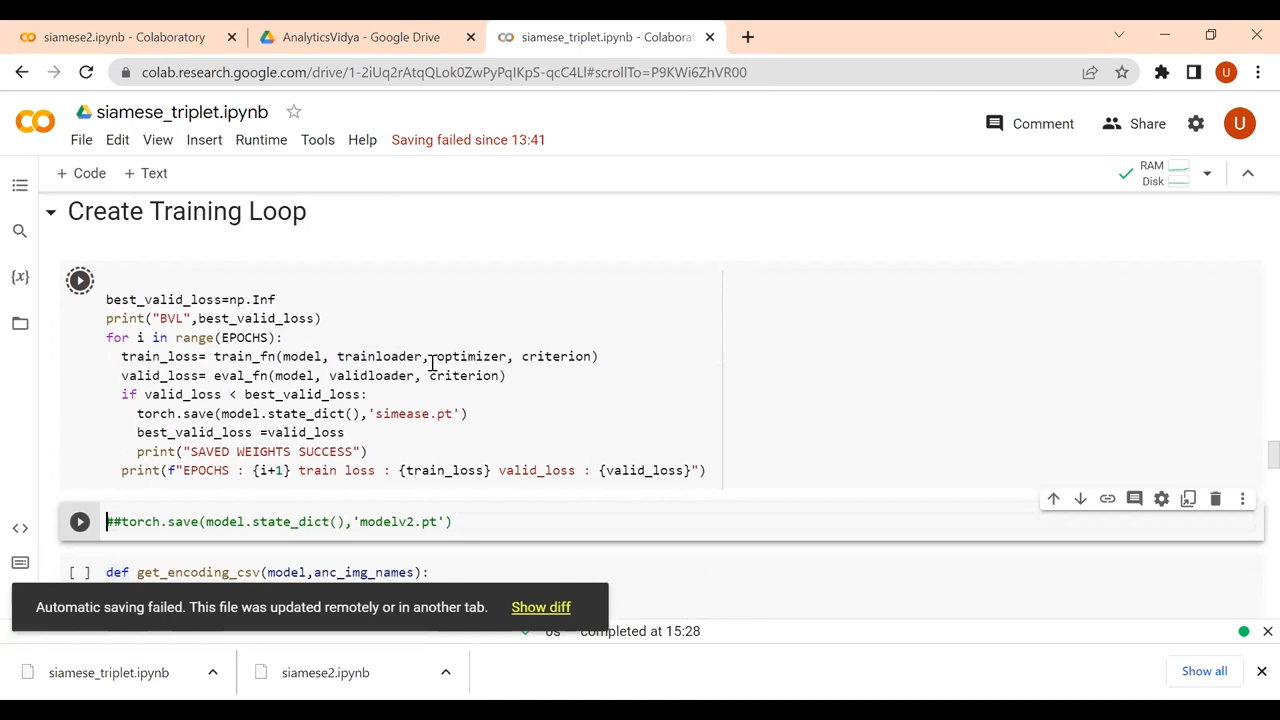 siamese2.ipynb - Colaboratory
AnalyticsVidya - Google Drive
siamese_triplet.ipynb - Colabora
colab.research.google.com/drive/1-2iUq2rAtqQLok0ZwPyPqIKpS-qcC4Ll#scrollTo=P9KWi6ZhVR00
U
siamese_triplet.ipynb
File Edit View Insert Runtime Tools Help Saving failed since 13:41
Comment Share U
+ Code + Text
RAM
Disk
Create Training Loop
best_valid_loss=np.Inf
print("BVL",best_valid_loss)
for i in range(EPOCHS):
train_loss= train_fn(model, trainloader, optimizer, criterion)
valid_loss= eval_fn(model, validloader, criterion)
if valid_loss < best_valid_loss:
torch.save(model.state_dict(),'simease.pt')
best_valid_loss =valid_loss
print("SAVED WEIGHTS SUCCESS")
print(f"EPOCHS : {i+1} train loss : {train_loss} valid_loss : {valid_loss}")
##torch.save(model.state_dict(),'modelv2.pt')
[ ] def get_encoding_csv(model,anc_img_names):
Automatic saving failed. This file was updated remotely or in another tab. Show diff
0s completed at 15:28
siamese_triplet.ipynb
siamese2.ipynb
Show all